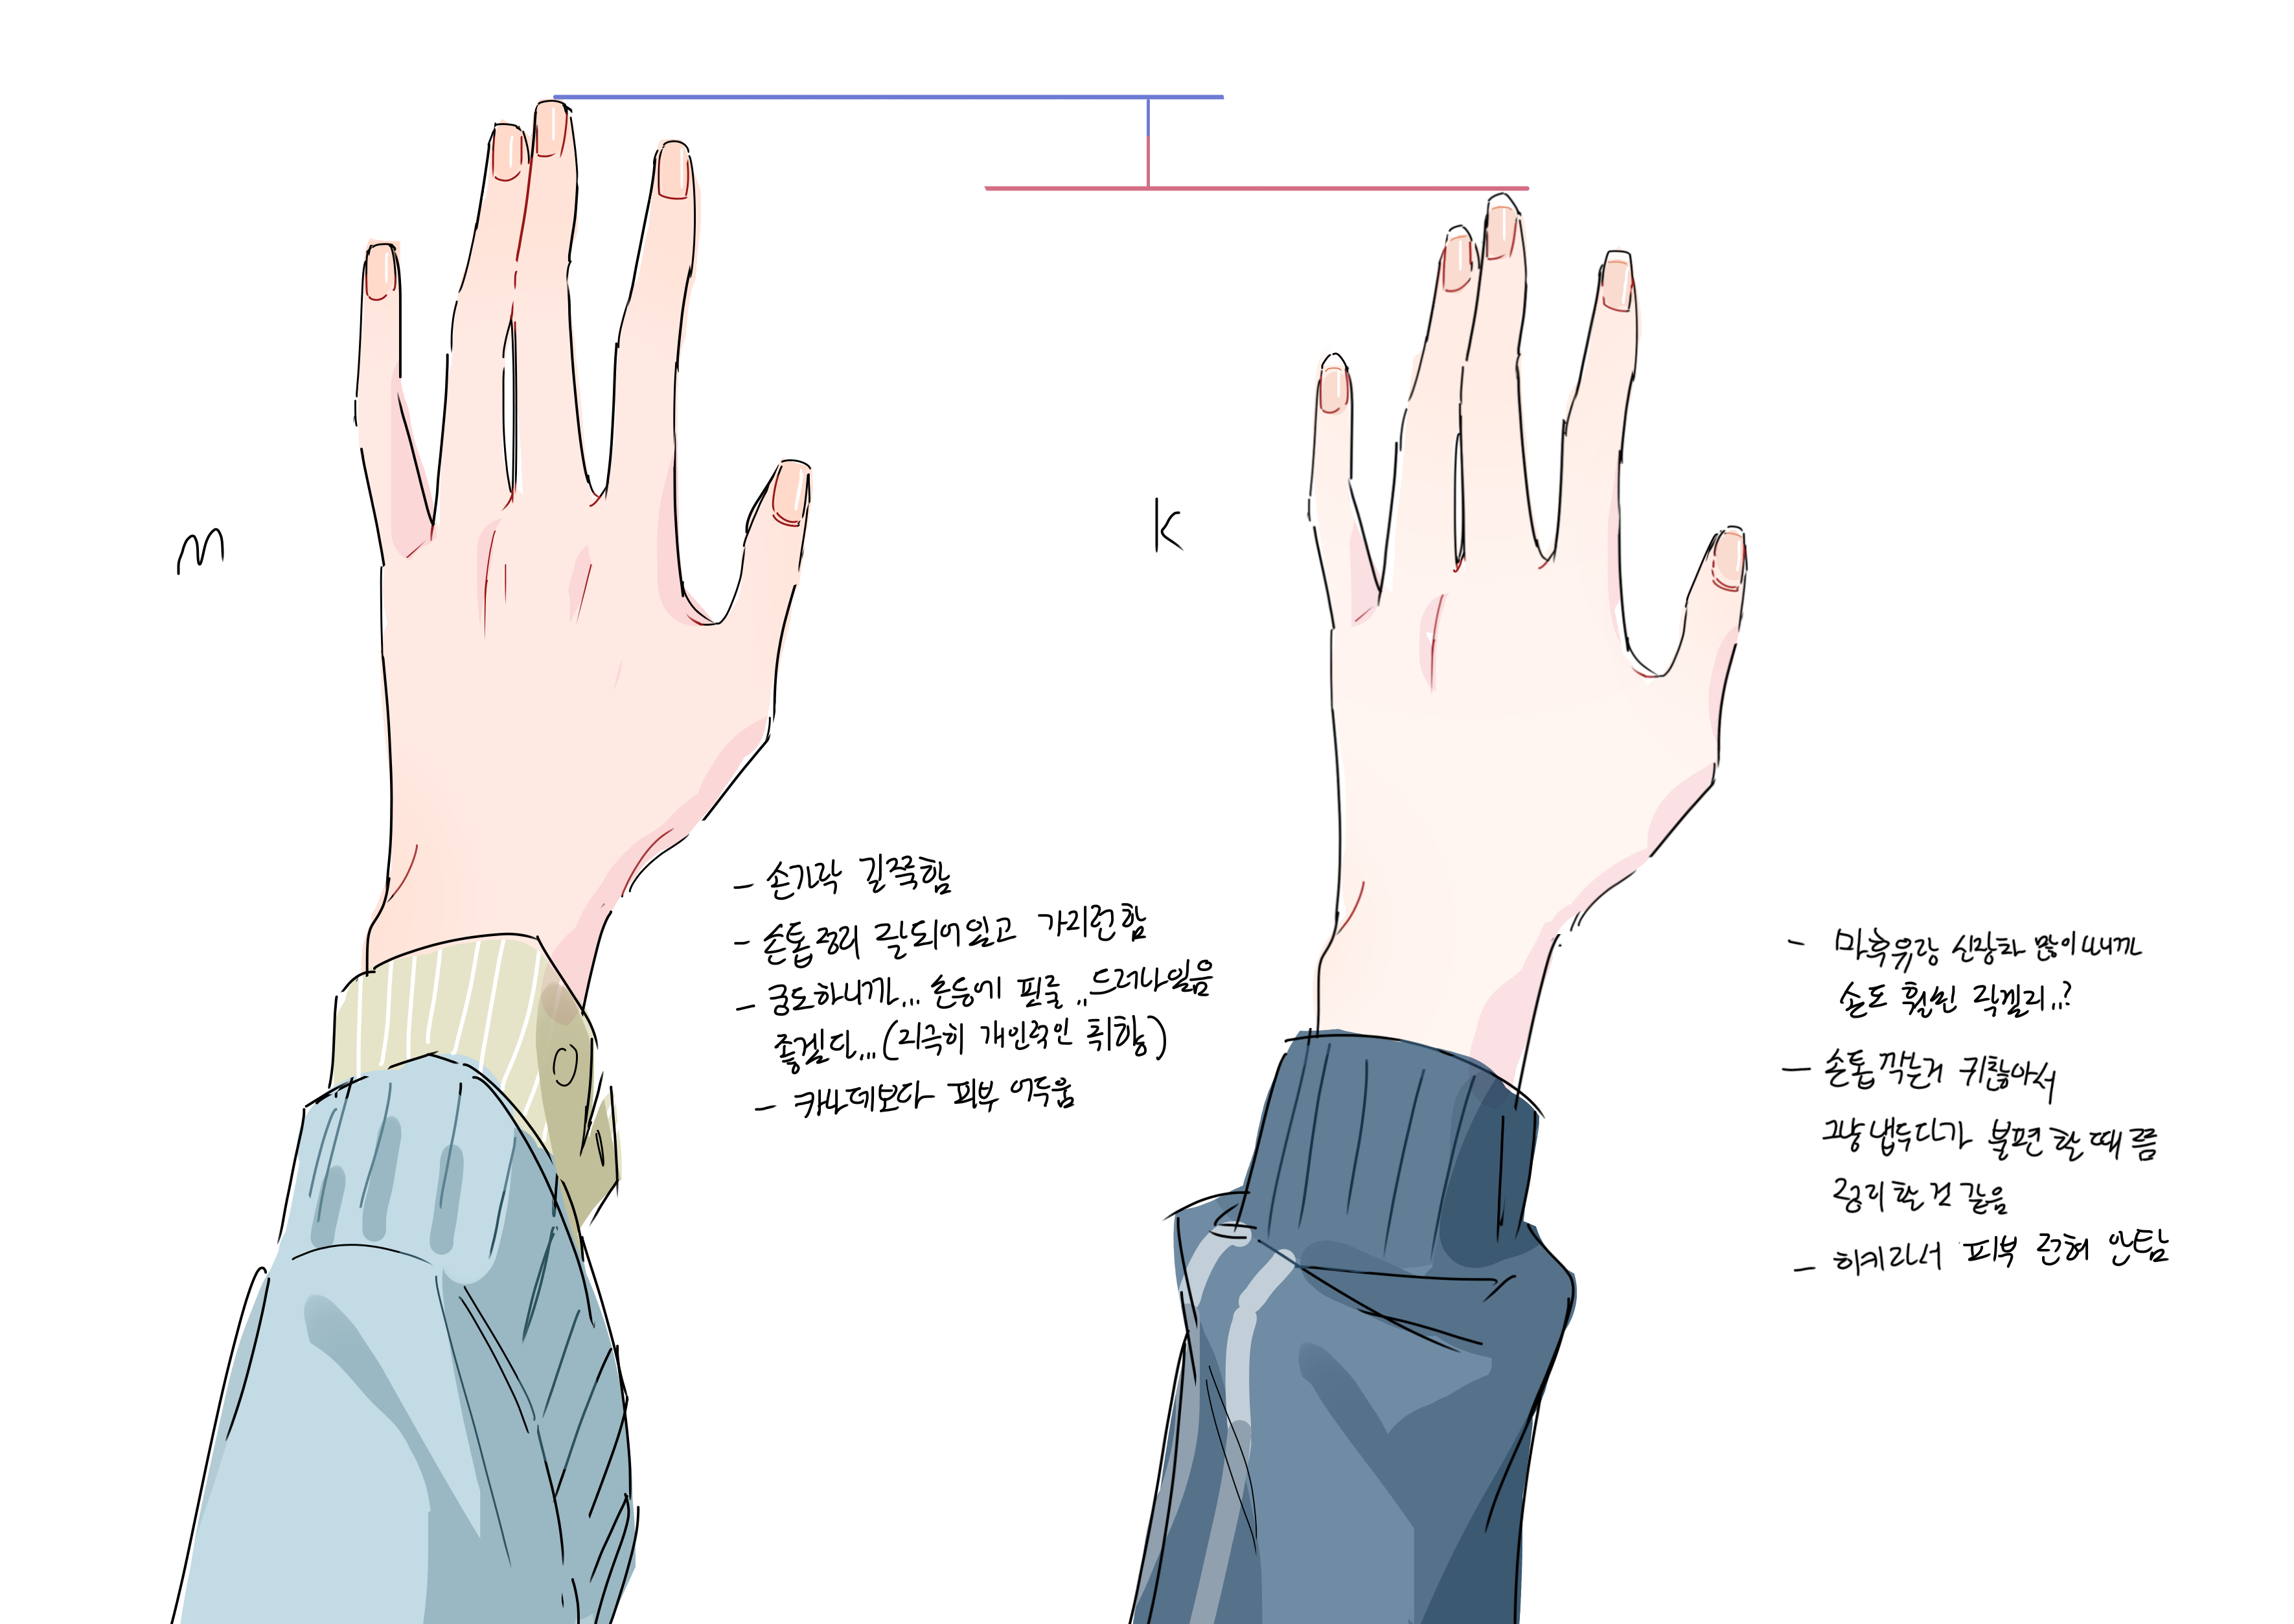 m
k
- 손가락 길쭉함
- 손톱 정리 잘되어있고 가지런함
- 궁도하니까... 손등에 핏줄 ..드러나있음
좋겠다...(지극히 개인적인 취향)
- 카나데보다 피부 어두움
- 마후유랑 신장차 많이나니까
손도 훨씬 작겠지..?
- 손톱 깎는거 귀찮아서
그냥 냅두다가 불편할때 쯤
정리할 것 같음
- 히키라서 피부 전혀 안탐